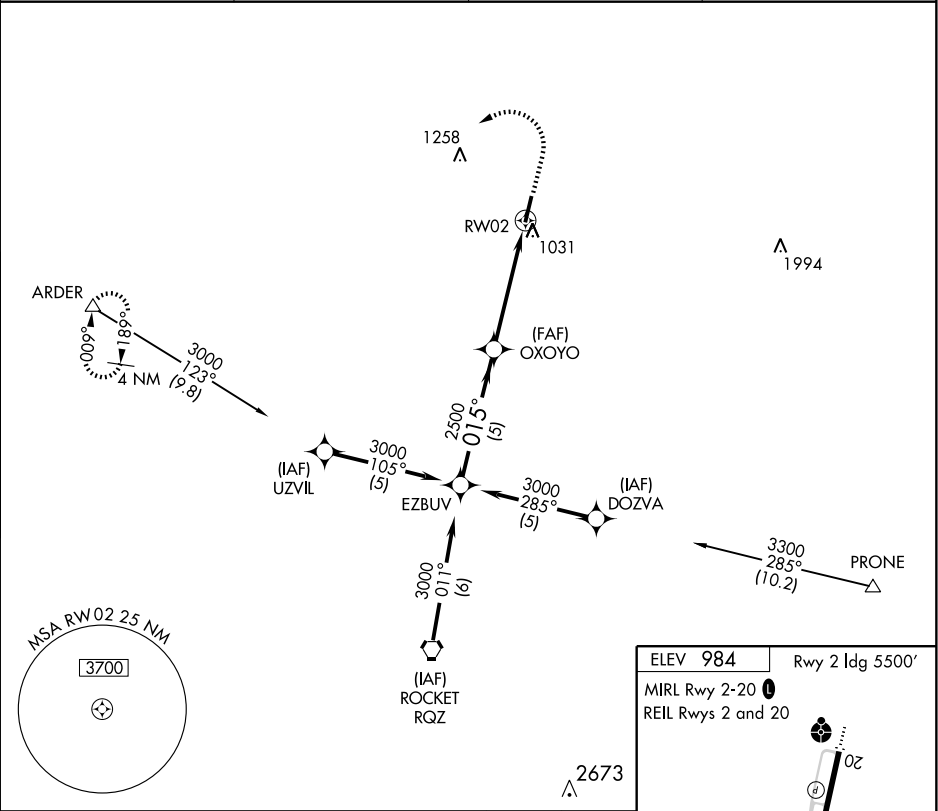 1258
RW02
1031
1994
ARDER
009°
189°
4 NM
3000
123°
(9.8)
(FAF)
OXOYO
2500
015°
(5)
(IAF)
UZVIL
3000
105°
(5)
EZBUV
3000
285°
(5)
(IAF)
DOZVA
3300
285°
(10.2)
PRONE
3000
011°
(6)
(IAF)
ROCKET
RQZ
MSA RW02 25 NM
3700
2673
ELEV 984
Rwy 2 ldg 5500'
MIRL Rwy 2-20 L
REIL Rwys 2 and 20
20
P